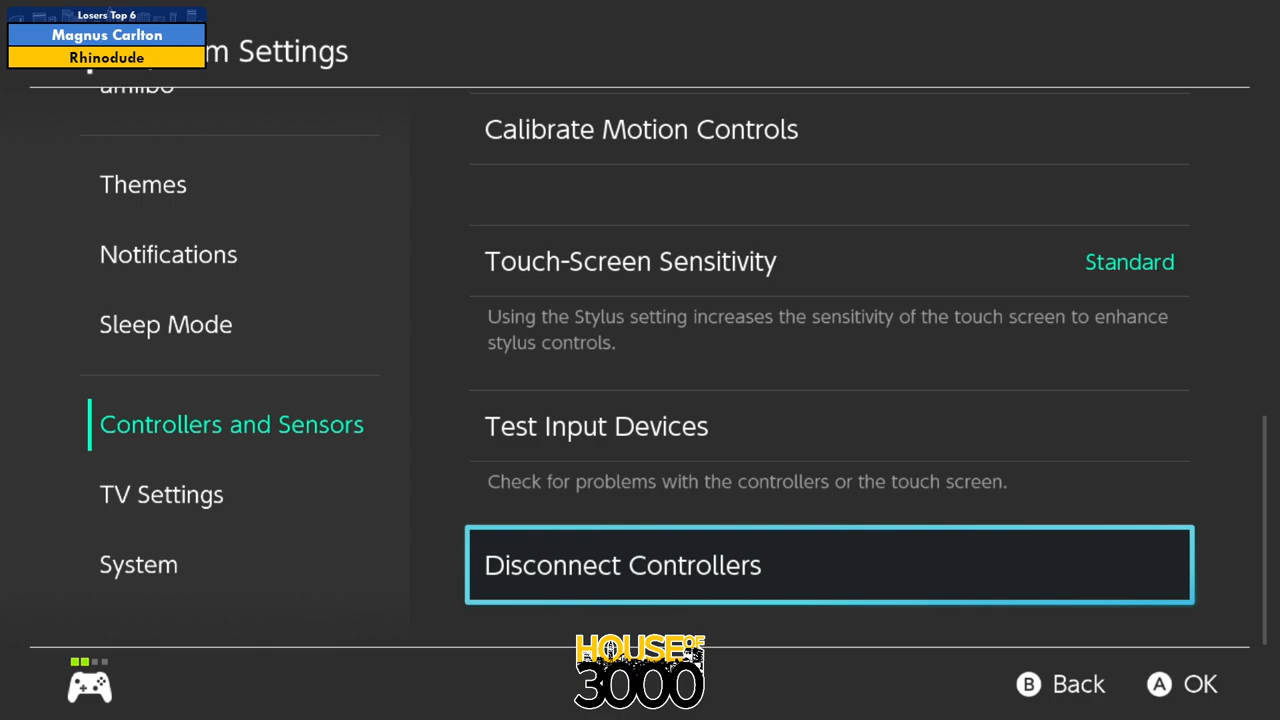 Losers Top 6
Magnus Carlton
Rhinodude
m Settings
amiibo
Themes
Notifications
Sleep Mode
Controllers and Sensors
TV Settings
System
Calibrate Motion Controls
Touch-Screen Sensitivity Standard
Using the Stylus setting increases the sensitivity of the touch screen to enhance
stylus controls.
Test Input Devices
Check for problems with the controllers or the touch screen.
Disconnect Controllers
HOUSE OF
3000
B Back A OK